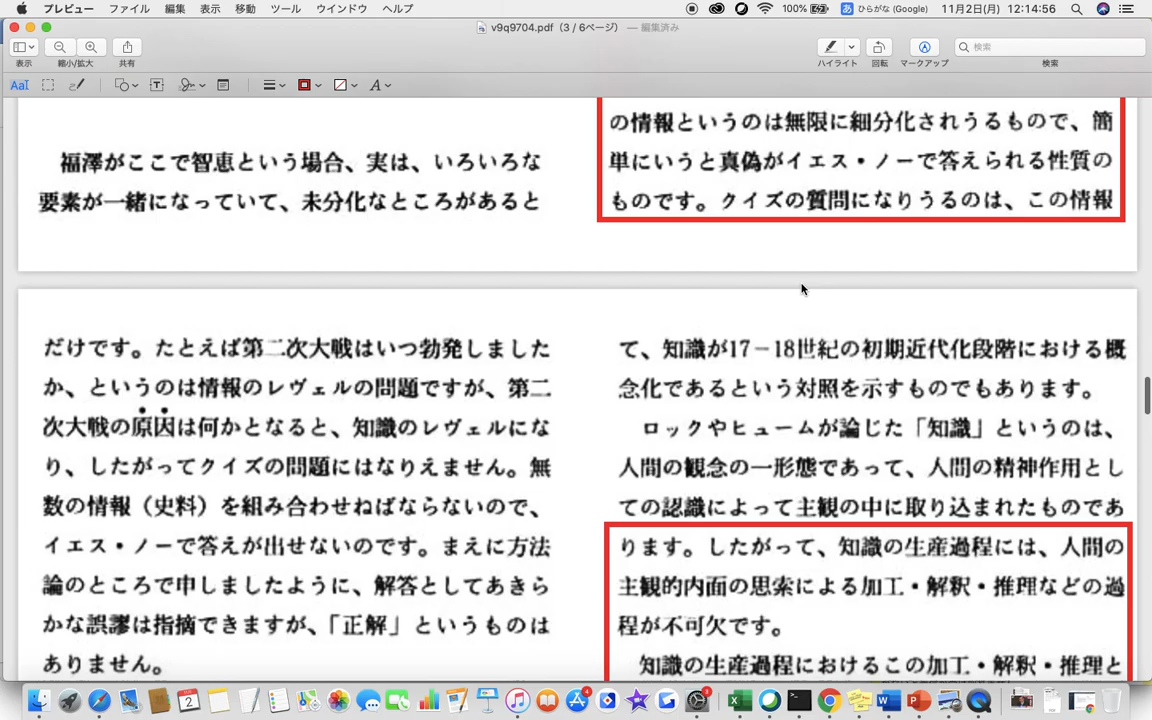 プレビュー ファイル 編集 表示 移動 ツール ウインドウ ヘルプ
100% あ ひらがな (Google) 11月2日(月) 12:14:56
v9q9704.pdf（3 / 6ページ） — 編集済み
検索
表示 縮小/拡大 共有 ハイライト 回転 マークアップ 検索
福澤がここで智恵という場合、実は、いろいろな
要素が一緒になっていて、未分化なところがあると
の情報というのは無限に細分化されうるもので、簡
単にいうと真偽がイエス・ノーで答えられる性質の
ものです。クイズの質問になりうるのは、この情報
だけです。たとえば第二次大戦はいつ勃発しました
か、というのは情報のレヴェルの問題ですが、第二
次大戦の原因は何かとなると、知識のレヴェルにな
り、したがってクイズの問題にはなりえません。無
数の情報（史料）を組み合わせねばならないので、
イエス・ノーで答えが出せないのです。まえに方法
論のところで申しましたように、解答としてあきら
かな誤謬は指摘できますが、「正解」というものは
ありません。
て、知識が17－18世紀の初期近代化段階における概
念化であるという対照を示すものでもあります。
ロックやヒュームが論じた「知識」というのは、
人間の観念の一形態であって、人間の精神作用とし
ての認識によって主観の中に取り込まれたものであ
ります。したがって、知識の生産過程には、人間の
主観的内面の思索による加工・解釈・推理などの過
程が不可欠です。
知識の生産過程におけるこの加工・解釈・推理と